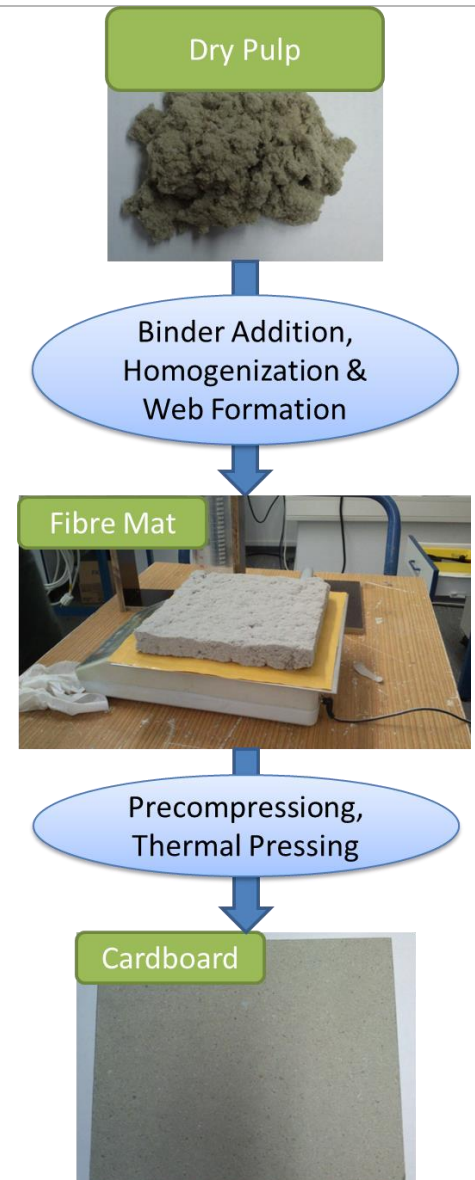 Dry Pulp
Binder Addition,
Homogenization &
Web Formation
Fibre Mat
Precompressiong,
Thermal Pressing
Cardboard